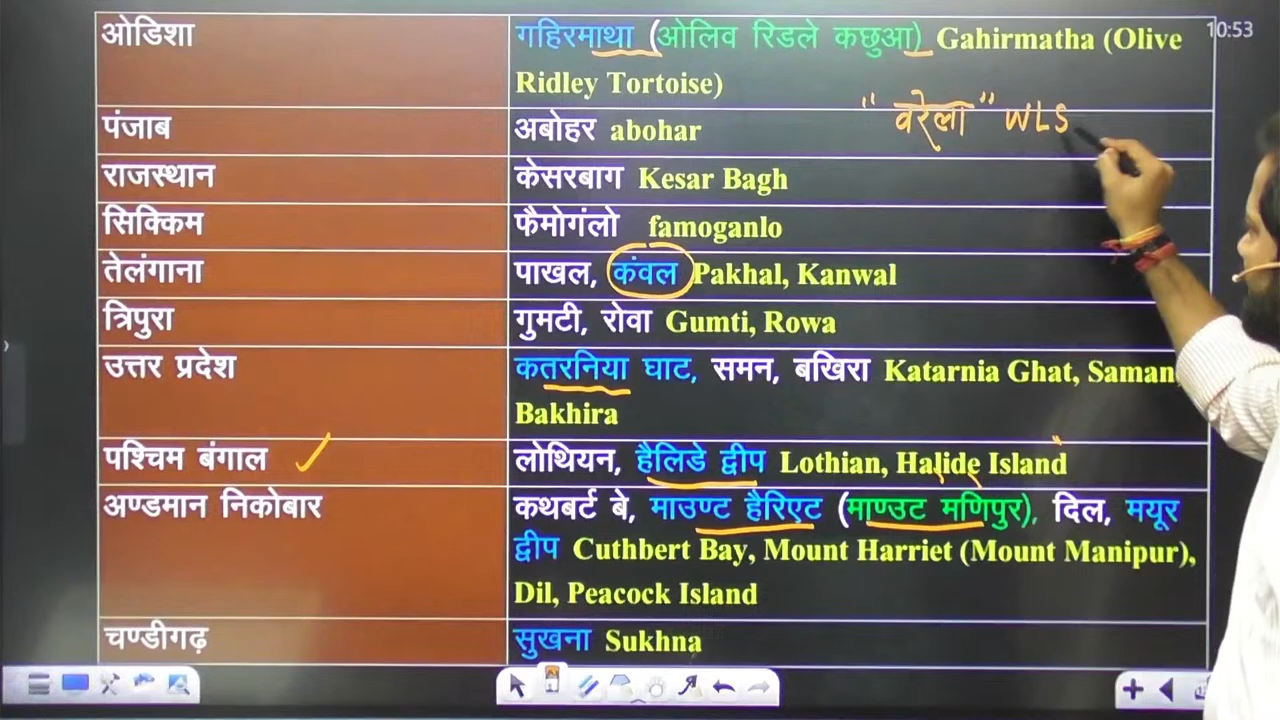 10:53
ओडिशा
गहिरमाथा (ओलिव रिडले कछुआ) Gahirmatha (Olive
Ridley Tortoise)
पंजाब
अबोहर abohar
"वरेला" WLS
राजस्थान
केसरबाग Kesar Bagh
सिक्किम
फैमोगंलो famoganlo
तेलंगाना
पाखल, कंवल Pakhal, Kanwal
त्रिपुरा
गुमटी, रोवा Gumti, Rowa
उत्तर प्रदेश
कतरनिया घाट, समन, बखिरा Katarnia Ghat, Saman
Bakhira
पश्चिम बंगाल
लोथियन, हैलिडे द्वीप Lothian, Halide Island
अण्डमान निकोबार
कथबर्ट बे, माउण्ट हैरिएट (माण्उट मणिपुर), दिल, मयूर
द्वीप Cuthbert Bay, Mount Harriet (Mount Manipur),
Dil, Peacock Island
चण्डीगढ़
सुखना Sukhna